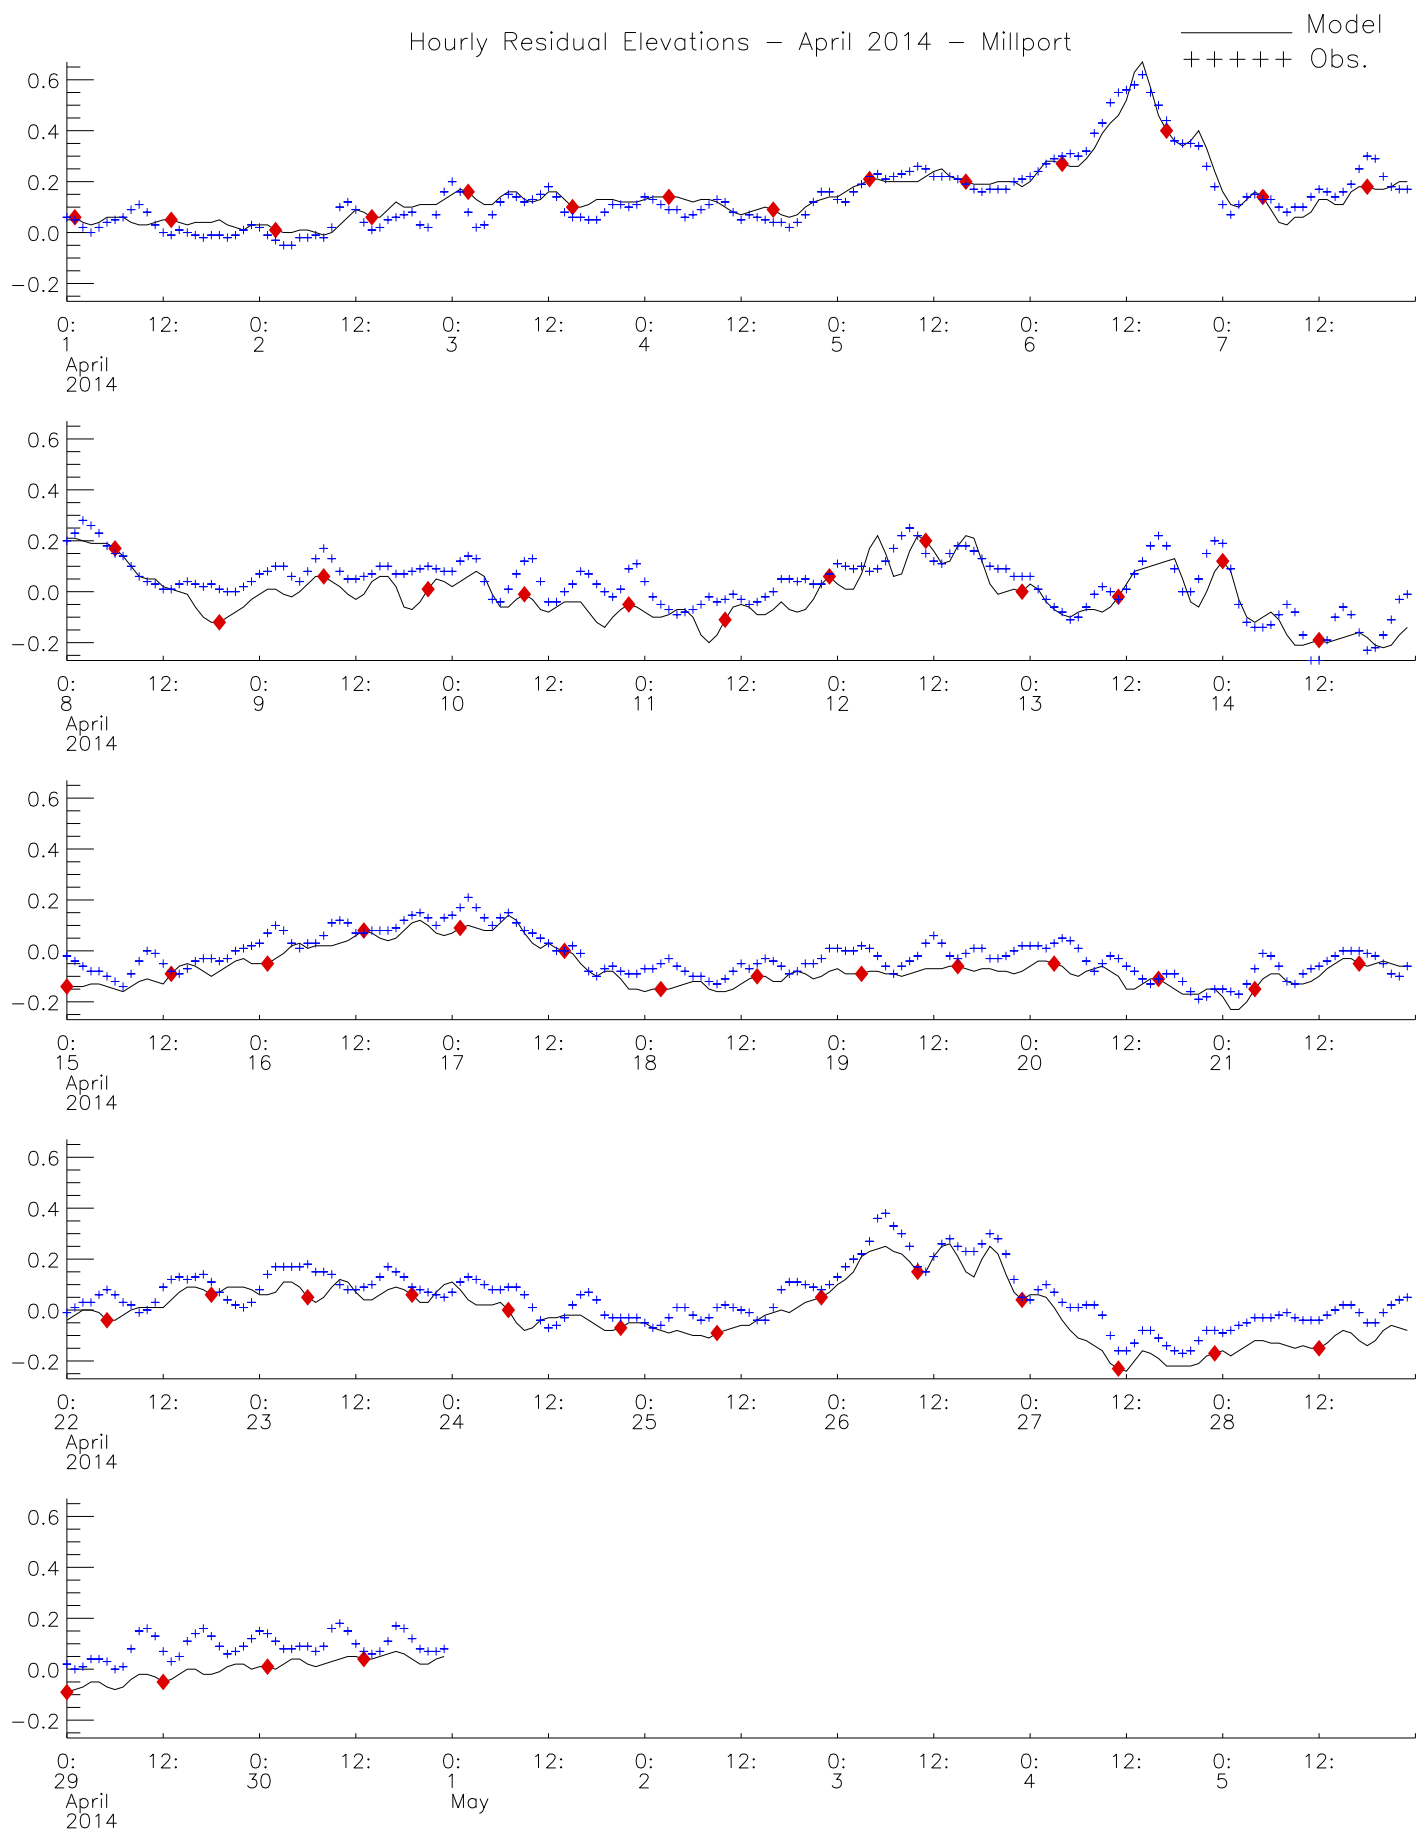 Hourly Residual Elevations – April 2014 – Millport
Model
+++++ Obs.
0.6
0.4
0.2
0.0
−0.2
0: 12: 0: 12: 0: 12: 0: 12: 0: 12: 0: 12: 0: 12:
1 2 3 4 5 6 7
April
2014
0.6
0.4
0.2
0.0
−0.2
0: 12: 0: 12: 0: 12: 0: 12: 0: 12: 0: 12: 0: 12:
8 9 10 11 12 13 14
April
2014
0.6
0.4
0.2
0.0
−0.2
0: 12: 0: 12: 0: 12: 0: 12: 0: 12: 0: 12: 0: 12:
15 16 17 18 19 20 21
April
2014
0.6
0.4
0.2
0.0
−0.2
0: 12: 0: 12: 0: 12: 0: 12: 0: 12: 0: 12: 0: 12:
22 23 24 25 26 27 28
April
2014
0.6
0.4
0.2
0.0
−0.2
0: 12: 0: 12: 0: 12: 0: 12: 0: 12: 0: 12: 0: 12:
29 30 1 2 3 4 5
April May
2014